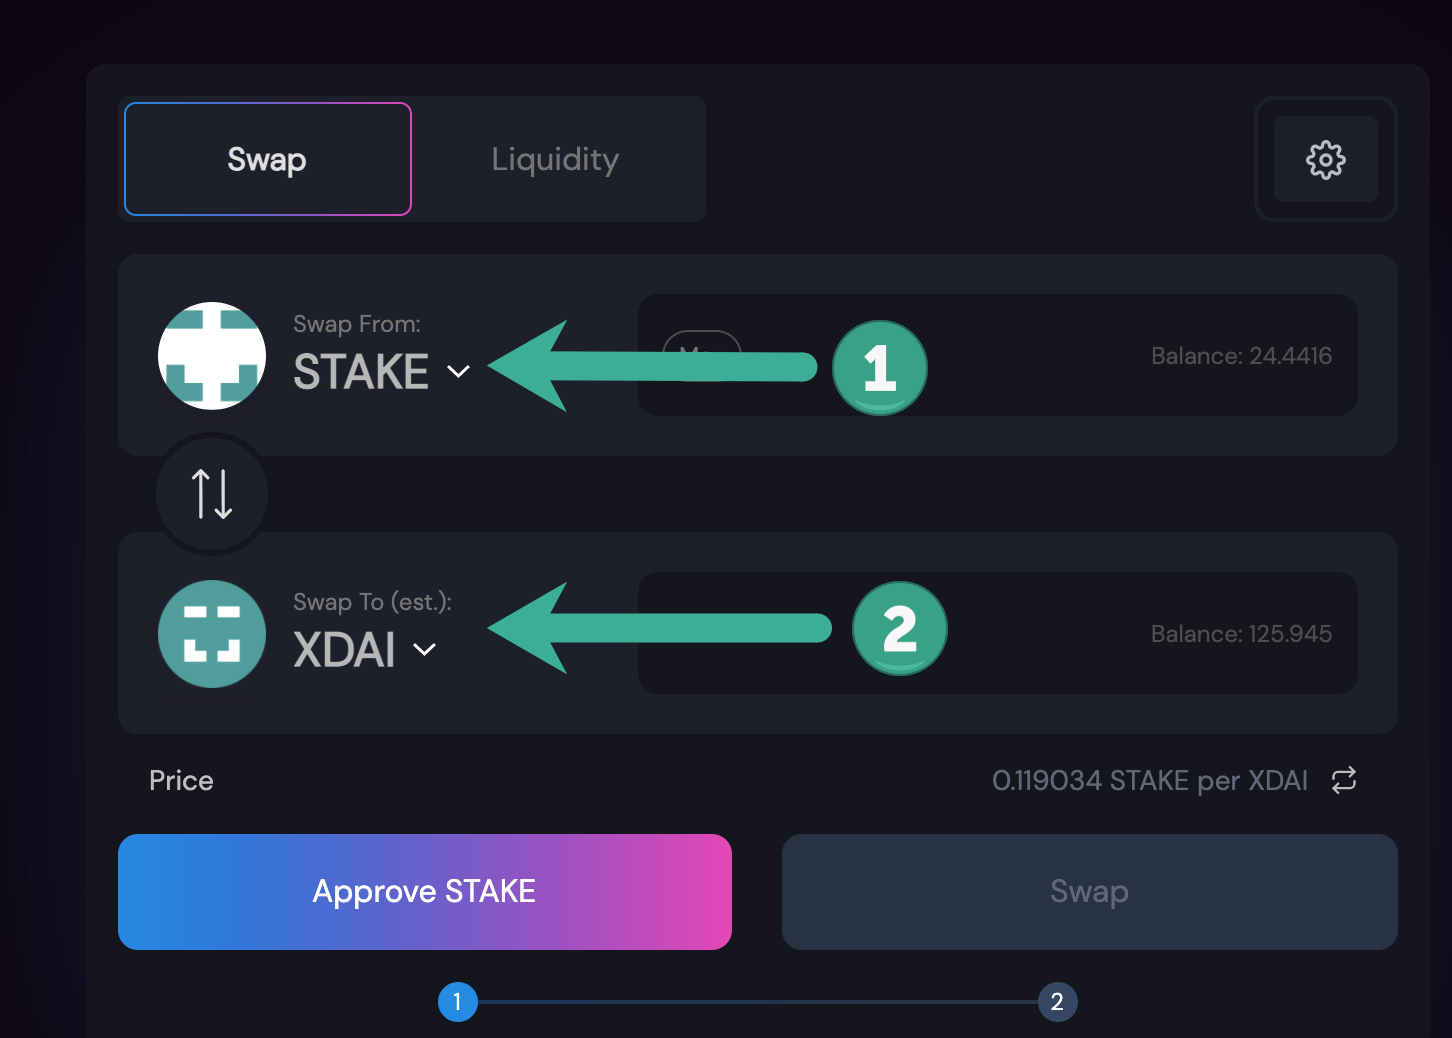 Swap
Liquidity
Swap From:
STAKE
1
Balance: 24.4416
Swap To (est.):
XDAI
2
Balance: 125.945
Price
0.119034 STAKE per XDAI
Approve STAKE
Swap
1
2